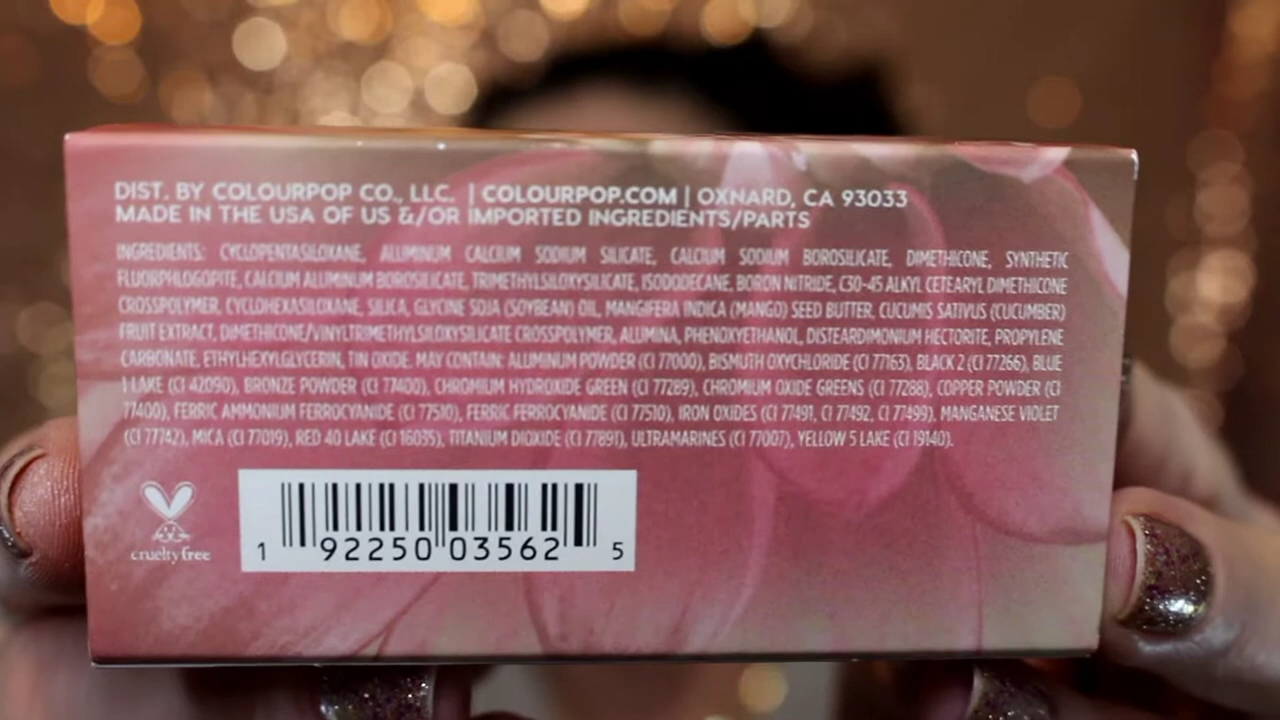 DIST. BY COLOURPOP CO., LLC. | COLOURPOP.COM | OXNARD, CA 93033
MADE IN THE USA OF US &/OR IMPORTED INGREDIENTS/PARTS
INGREDIENTS: CYCLOPENTASILOXANE, ALUMINUM CALCIUM SODIUM SILICATE, CALCIUM SODIUM BOROSILICATE, DIMETHICONE, SYNTHETIC
FLUORPHLOGOPITE, CALCIUM ALUMINUM BOROSILICATE, TRIMETHYLSILOXYSILICATE, ISODODECANE, BORON NITRIDE, C30-45 ALKYL CETEARYL DIMETHICONE
CROSSPOLYMER, CYCLOHEXASILOXANE, SILICA, GLYCINE SOJA (SOYBEAN) OIL, MANGIFERA INDICA (MANGO) SEED BUTTER, CUCUMIS SATIVUS (CUCUMBER)
FRUIT EXTRACT, DIMETHICONE/VINYLTRIMETHYLSILOXYSILICATE CROSSPOLYMER, ALUMINA, PHENOXYETHANOL, DISTEARDIMONIUM HECTORITE, PROPYLENE
CARBONATE, ETHYLHEXYLGLYCERIN, TIN OXIDE. MAY CONTAIN: ALUMINUM POWDER (CI 77000), BISMUTH OXYCHLORIDE (CI 77163), BLACK 2 (CI 77266), BLUE
1 LAKE (CI 42090), BRONZE POWDER (CI 77400), CHROMIUM HYDROXIDE GREEN (CI 77289), CHROMIUM OXIDE GREENS (CI 77288), COPPER POWDER (CI
77400), FERRIC AMMONIUM FERROCYANIDE (CI 77510), FERRIC FERROCYANIDE (CI 77510), IRON OXIDES (CI 77491, CI 77492, CI 77499), MANGANESE VIOLET
(CI 77742), MICA (CI 77019), RED 40 LAKE (CI 16035), TITANIUM DIOXIDE (CI 77891), ULTRAMARINES (CI 77007), YELLOW 5 LAKE (CI 19140).
cruelty free
1 92250 03562 5